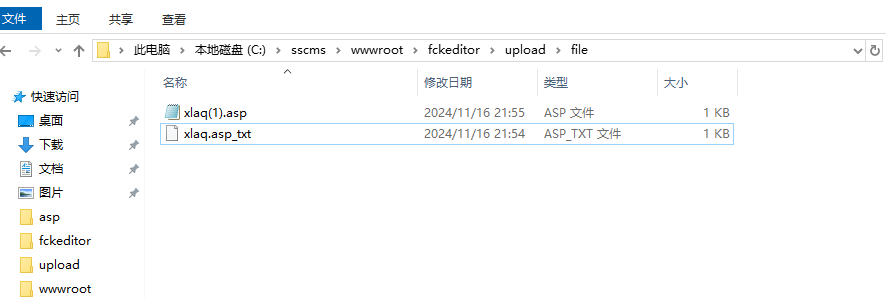 文件 主页 共享 查看
此电脑 本地磁盘 (C:) sscms wwwroot fckeditor upload file
名称 修改日期 类型 大小
快速访问
桌面
下载
文档
图片
asp
fckeditor
upload
wwwroot
xlaq(1).asp 2024/11/16 21:55 ASP 文件 1 KB
xlaq.asp_txt 2024/11/16 21:54 ASP_TXT 文件 1 KB